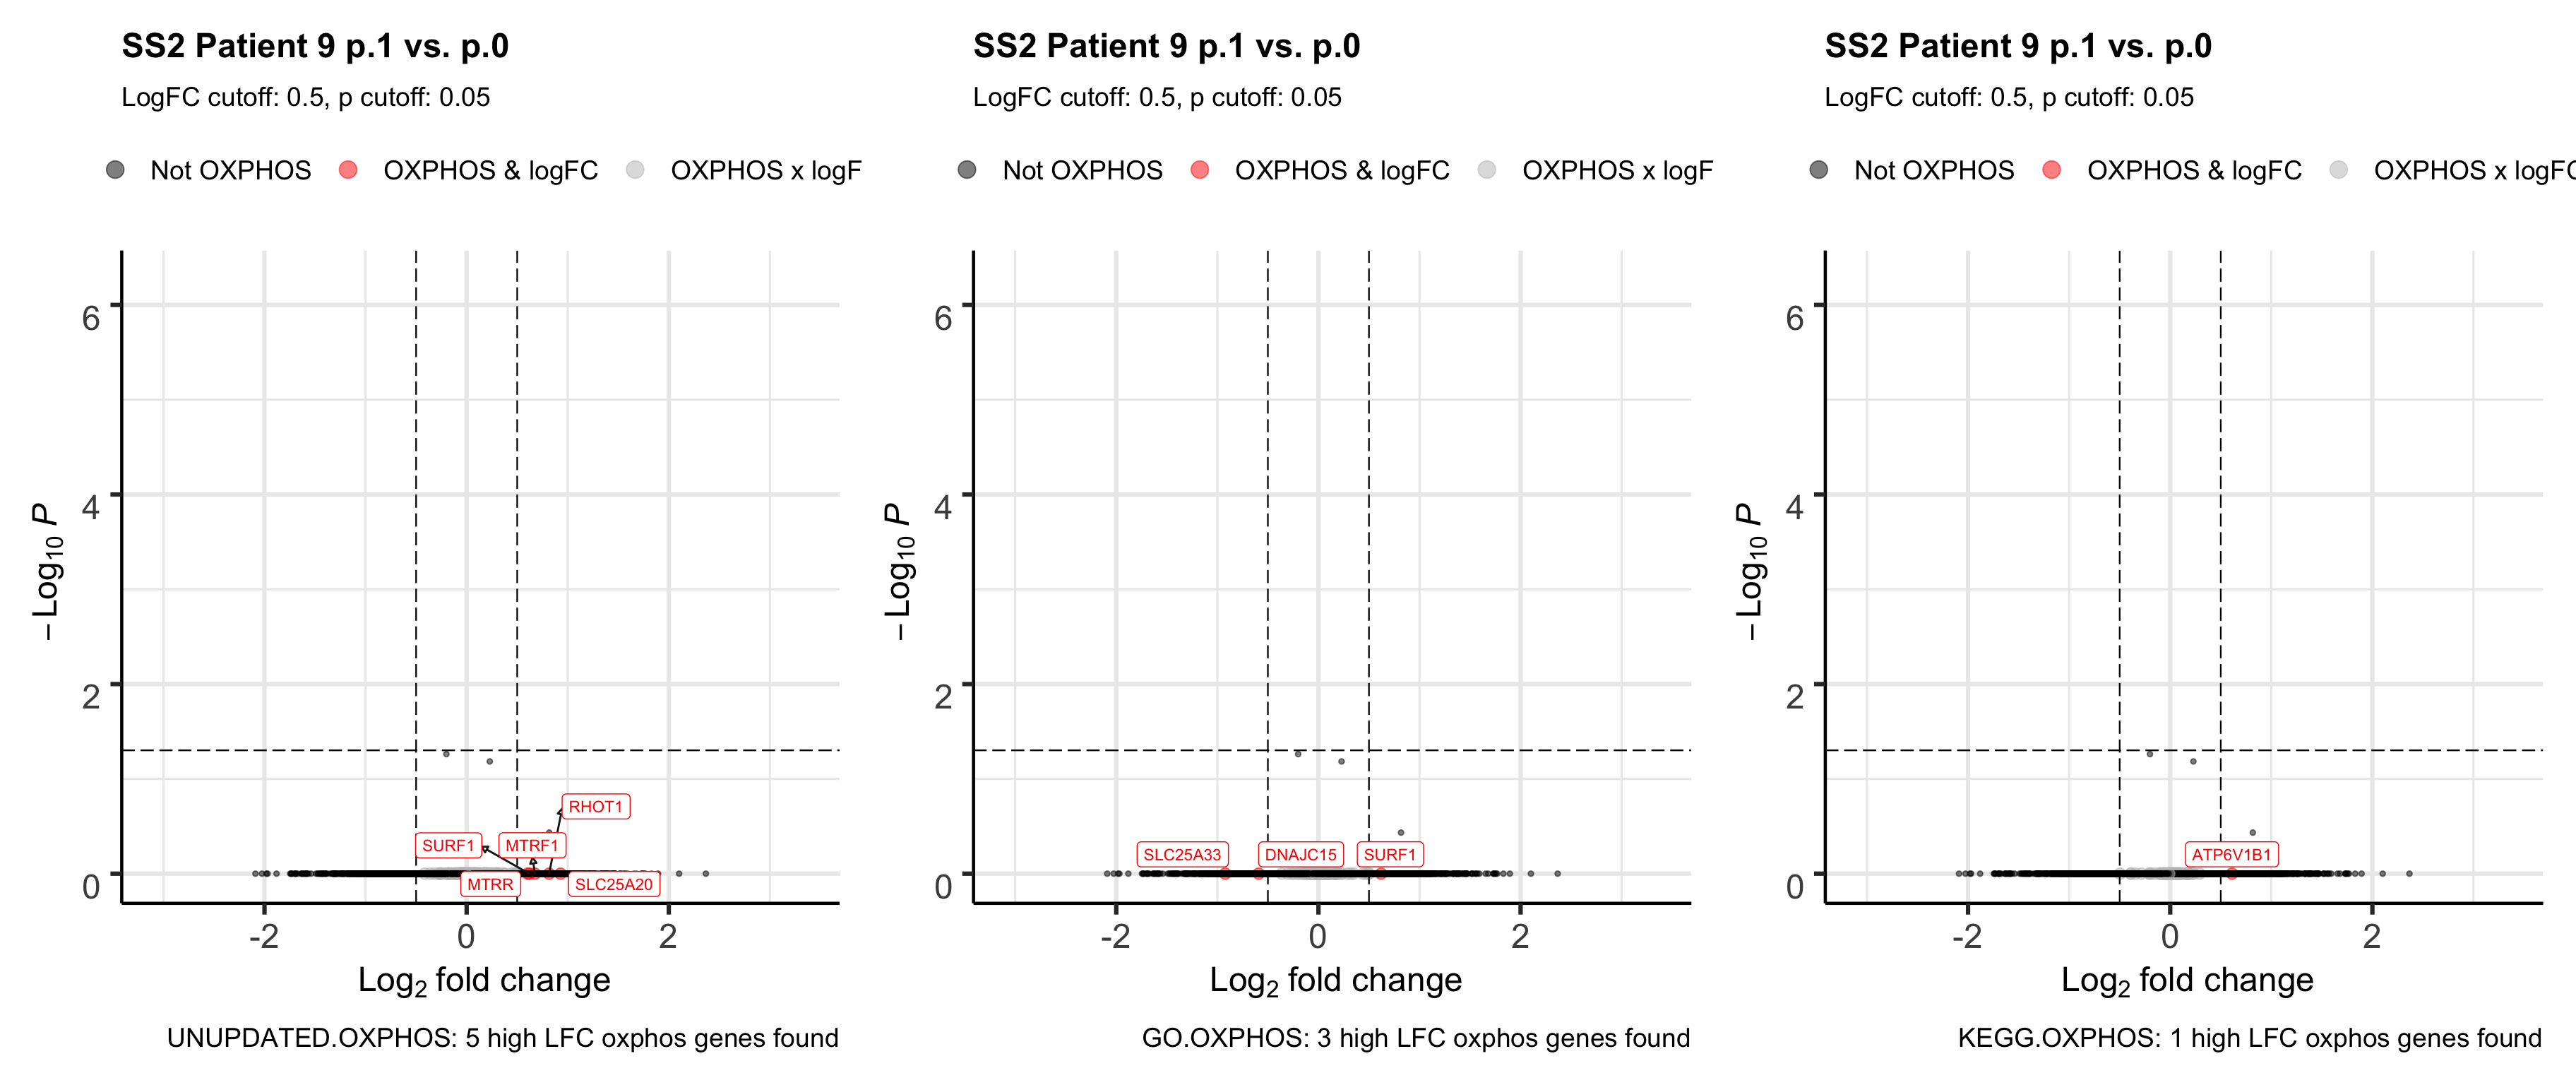 SS2 Patient 9 p.1 vs. p.0
LogFC cutoff: 0.5, p cutoff: 0.05
Not OXPHOS
OXPHOS & logFC
OXPHOS x logF
6
4
2
0
−Log10 P
RHOT1
SURF1
MTRF1
MTRR
SLC25A20
-2
0
2
Log2 fold change
UNUPDATED.OXPHOS: 5 high LFC oxphos genes found
SS2 Patient 9 p.1 vs. p.0
LogFC cutoff: 0.5, p cutoff: 0.05
Not OXPHOS
OXPHOS & logFC
OXPHOS x logF
6
4
2
0
−Log10 P
SLC25A33
DNAJC15
SURF1
-2
0
2
Log2 fold change
GO.OXPHOS: 3 high LFC oxphos genes found
SS2 Patient 9 p.1 vs. p.0
LogFC cutoff: 0.5, p cutoff: 0.05
Not OXPHOS
OXPHOS & logFC
OXPHOS x logFC
6
4
2
0
−Log10 P
ATP6V1B1
-2
0
2
Log2 fold change
KEGG.OXPHOS: 1 high LFC oxphos genes found